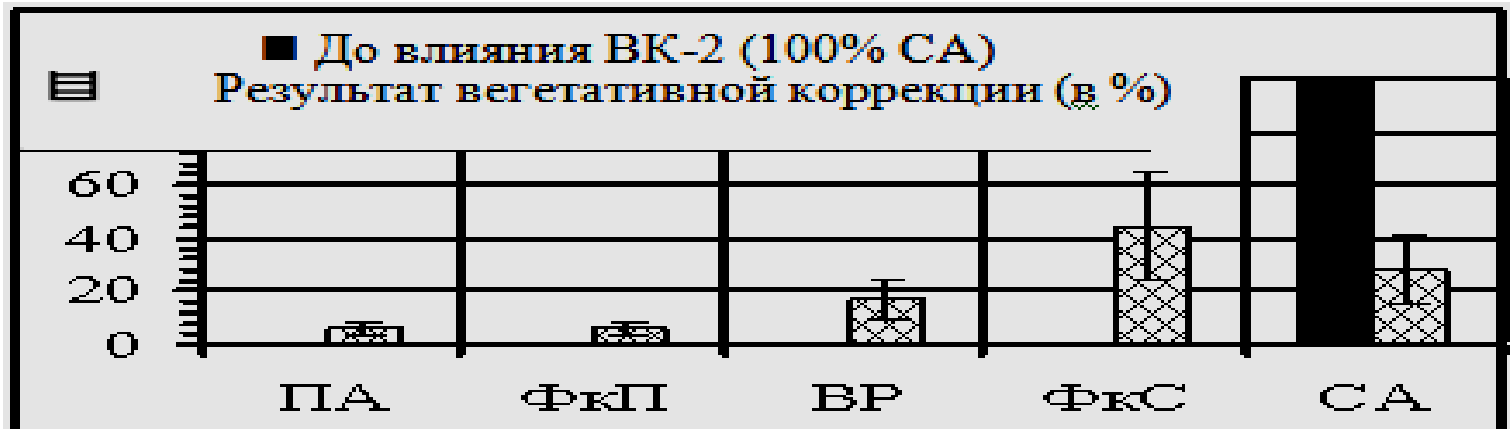 До влияния ВК-2 (100% СА)
Результат вегетативной коррекции (в %)
60
40
20
0
ПА ФкП ВР ФкС СА